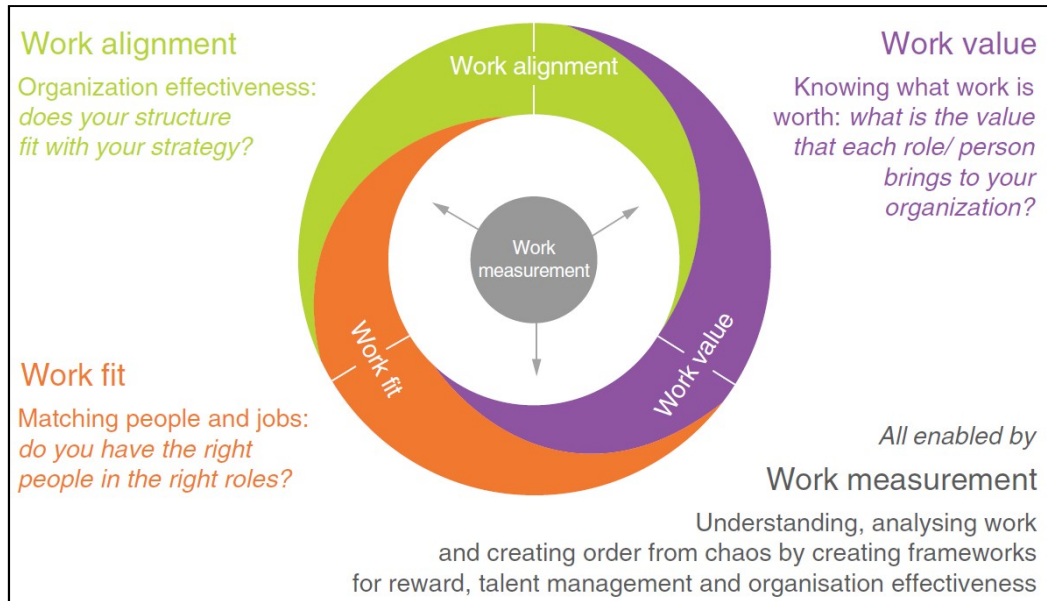 Work alignment
Organization effectiveness:
does your structure
fit with your strategy?
Work value
Knowing what work is
worth: what is the value
that each role/ person
brings to your
organization?
Work alignment
Work
measurement
Work fit
Work value
Work fit
Matching people and jobs:
do you have the right
people in the right roles?
All enabled by
Work measurement
Understanding, analysing work
and creating order from chaos by creating frameworks
for reward, talent management and organisation effectiveness